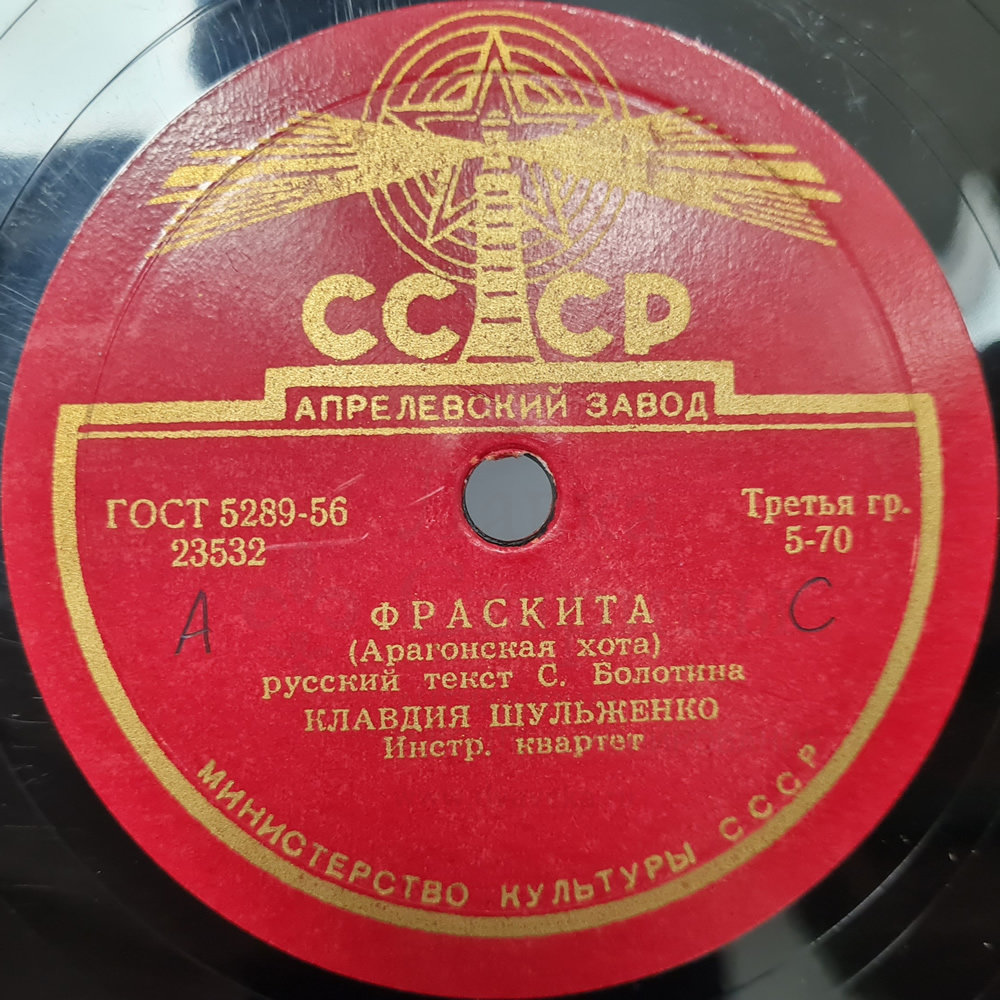 СССР
АПРЕЛЕВСКИЙ ЗАВОД
ГОСТ 5289-56
23532
Третья гр.
5-70
А
С
ФРАСКИТА
(Арагонская хота)
русский текст С. Болотина
КЛАВДИЯ ШУЛЬЖЕНКО
Инстр. квартет
МИНИСТЕРСТВО КУЛЬТУРЫ СССР